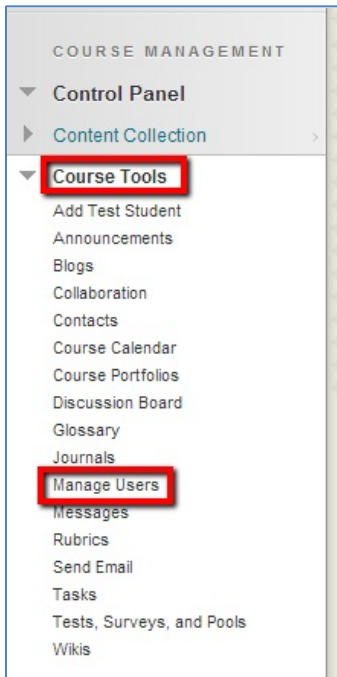 COURSE MANAGEMENT
Control Panel
Content Collection
Course Tools
Add Test Student
Announcements
Blogs
Collaboration
Contacts
Course Calendar
Course Portfolios
Discussion Board
Glossary
Journals
Manage Users
Messages
Rubrics
Send Email
Tasks
Tests, Surveys, and Pools
Wikis